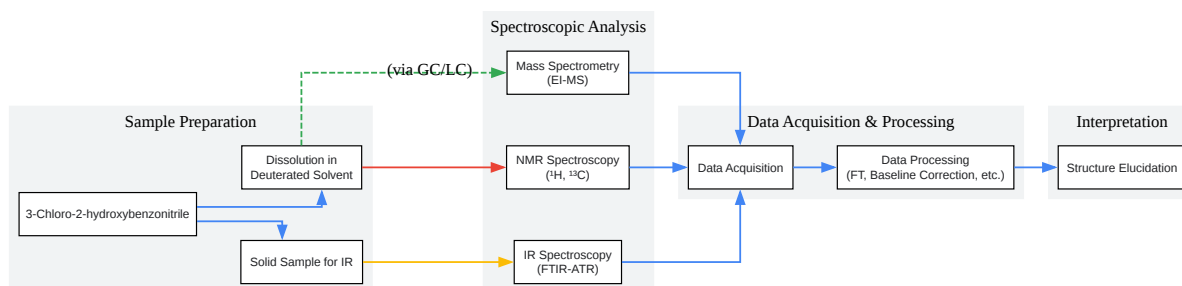 Spectroscopic Analysis
(via GC/LC)
Mass Spectrometry
(EI-MS)
Sample Preparation
Data Acquisition & Processing
Interpretation
Dissolution in
Deuterated Solvent
NMR Spectroscopy
(¹H, ¹³C)
Data Acquisition
Data Processing
(FT, Baseline Correction, etc.)
Structure Elucidation
3-Chloro-2-hydroxybenzonitrile
Solid Sample for IR
IR Spectroscopy
(FTIR-ATR)